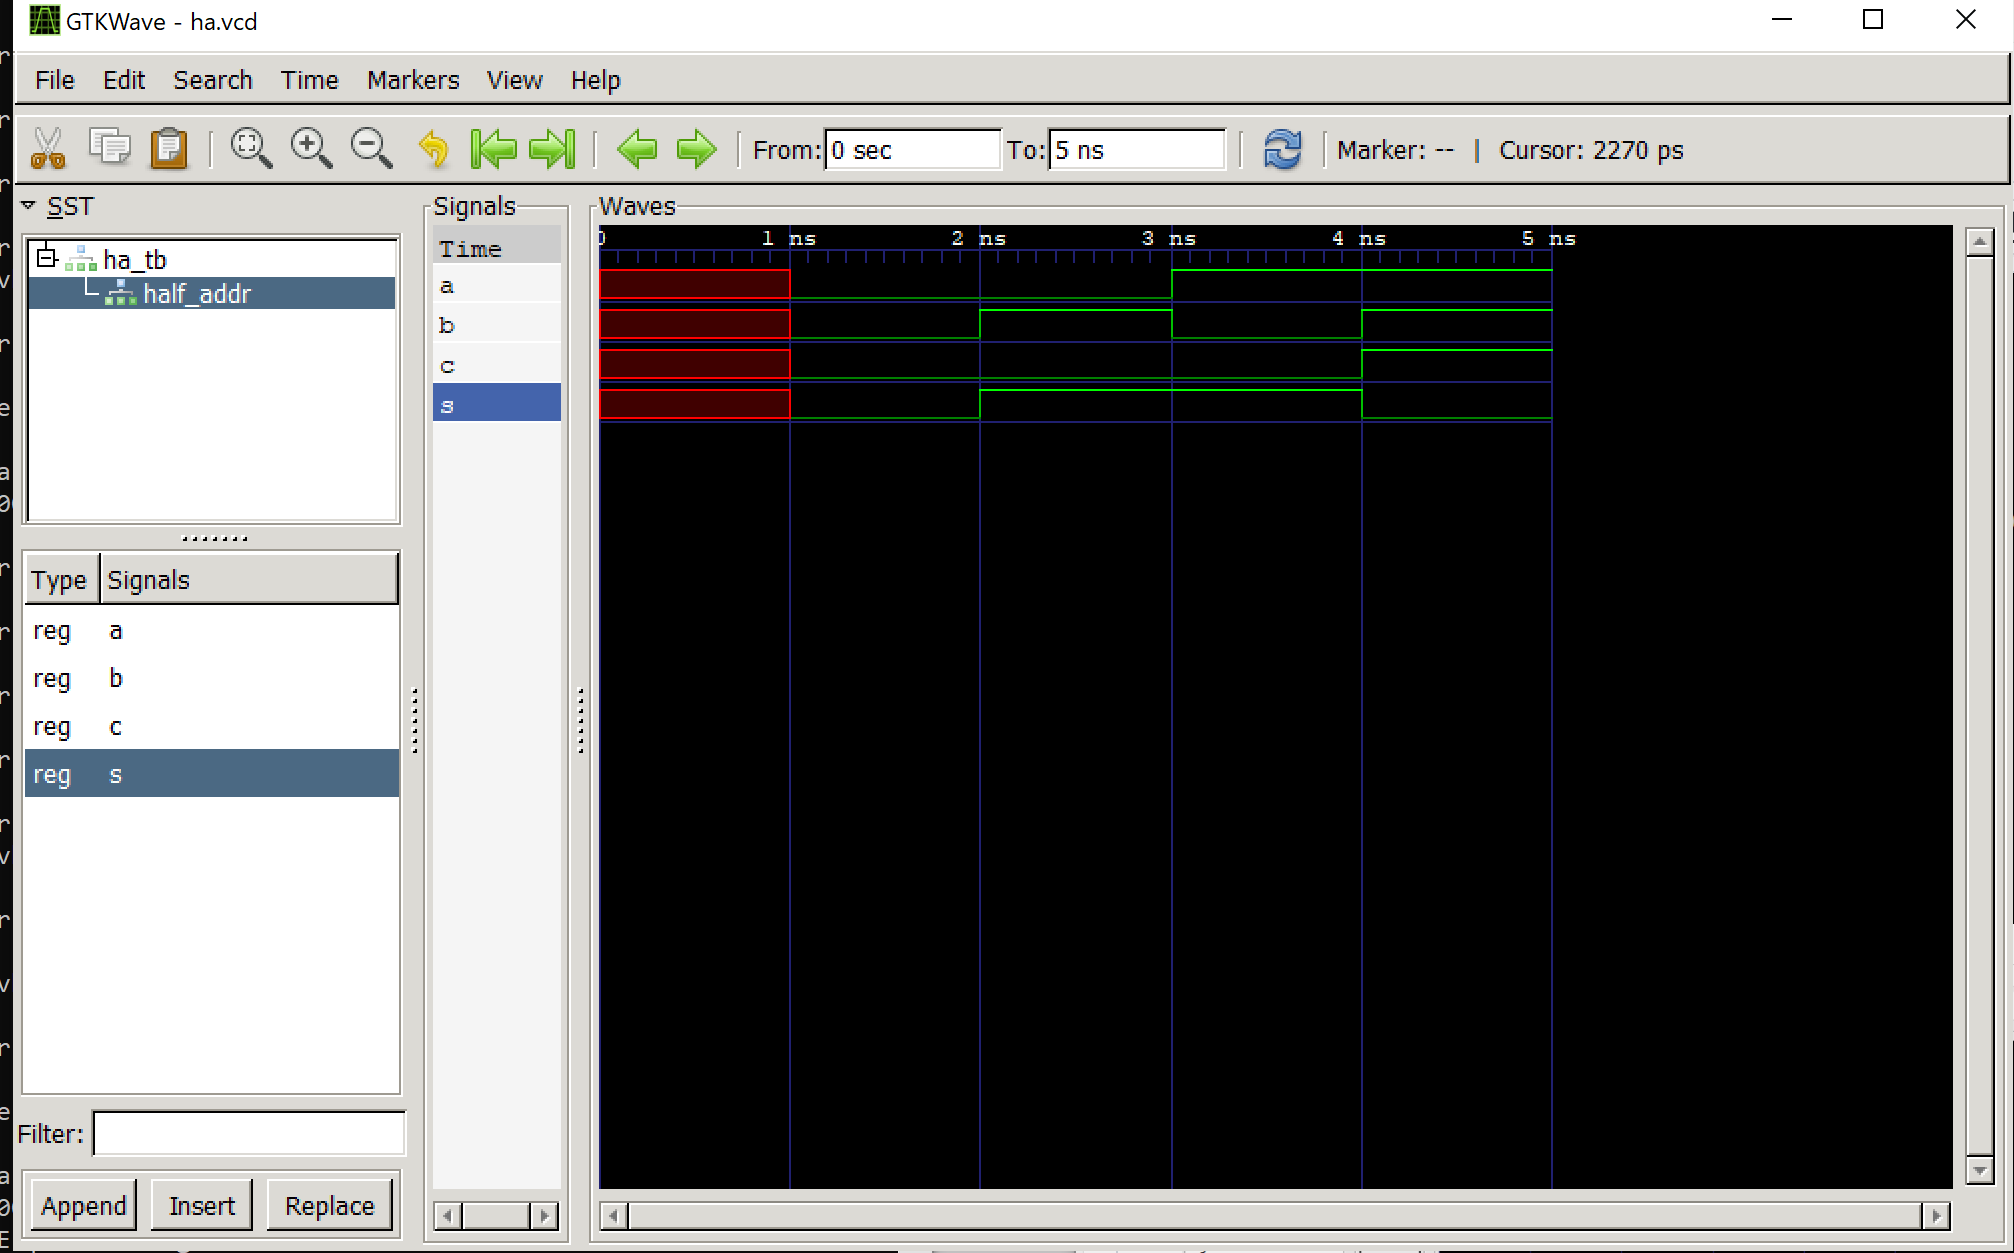 GTKWave - ha.vcd
File Edit Search Time Markers View Help
From: 0 sec To: 5 ns Marker: -- | Cursor: 2270 ps
SST
ha_tb
half_addr
Type Signals
reg a
reg b
reg c
reg s
Filter:
Append Insert Replace
Signals
Time
a
b
c
s
Waves
0 1 ns 2 ns 3 ns 4 ns 5 ns